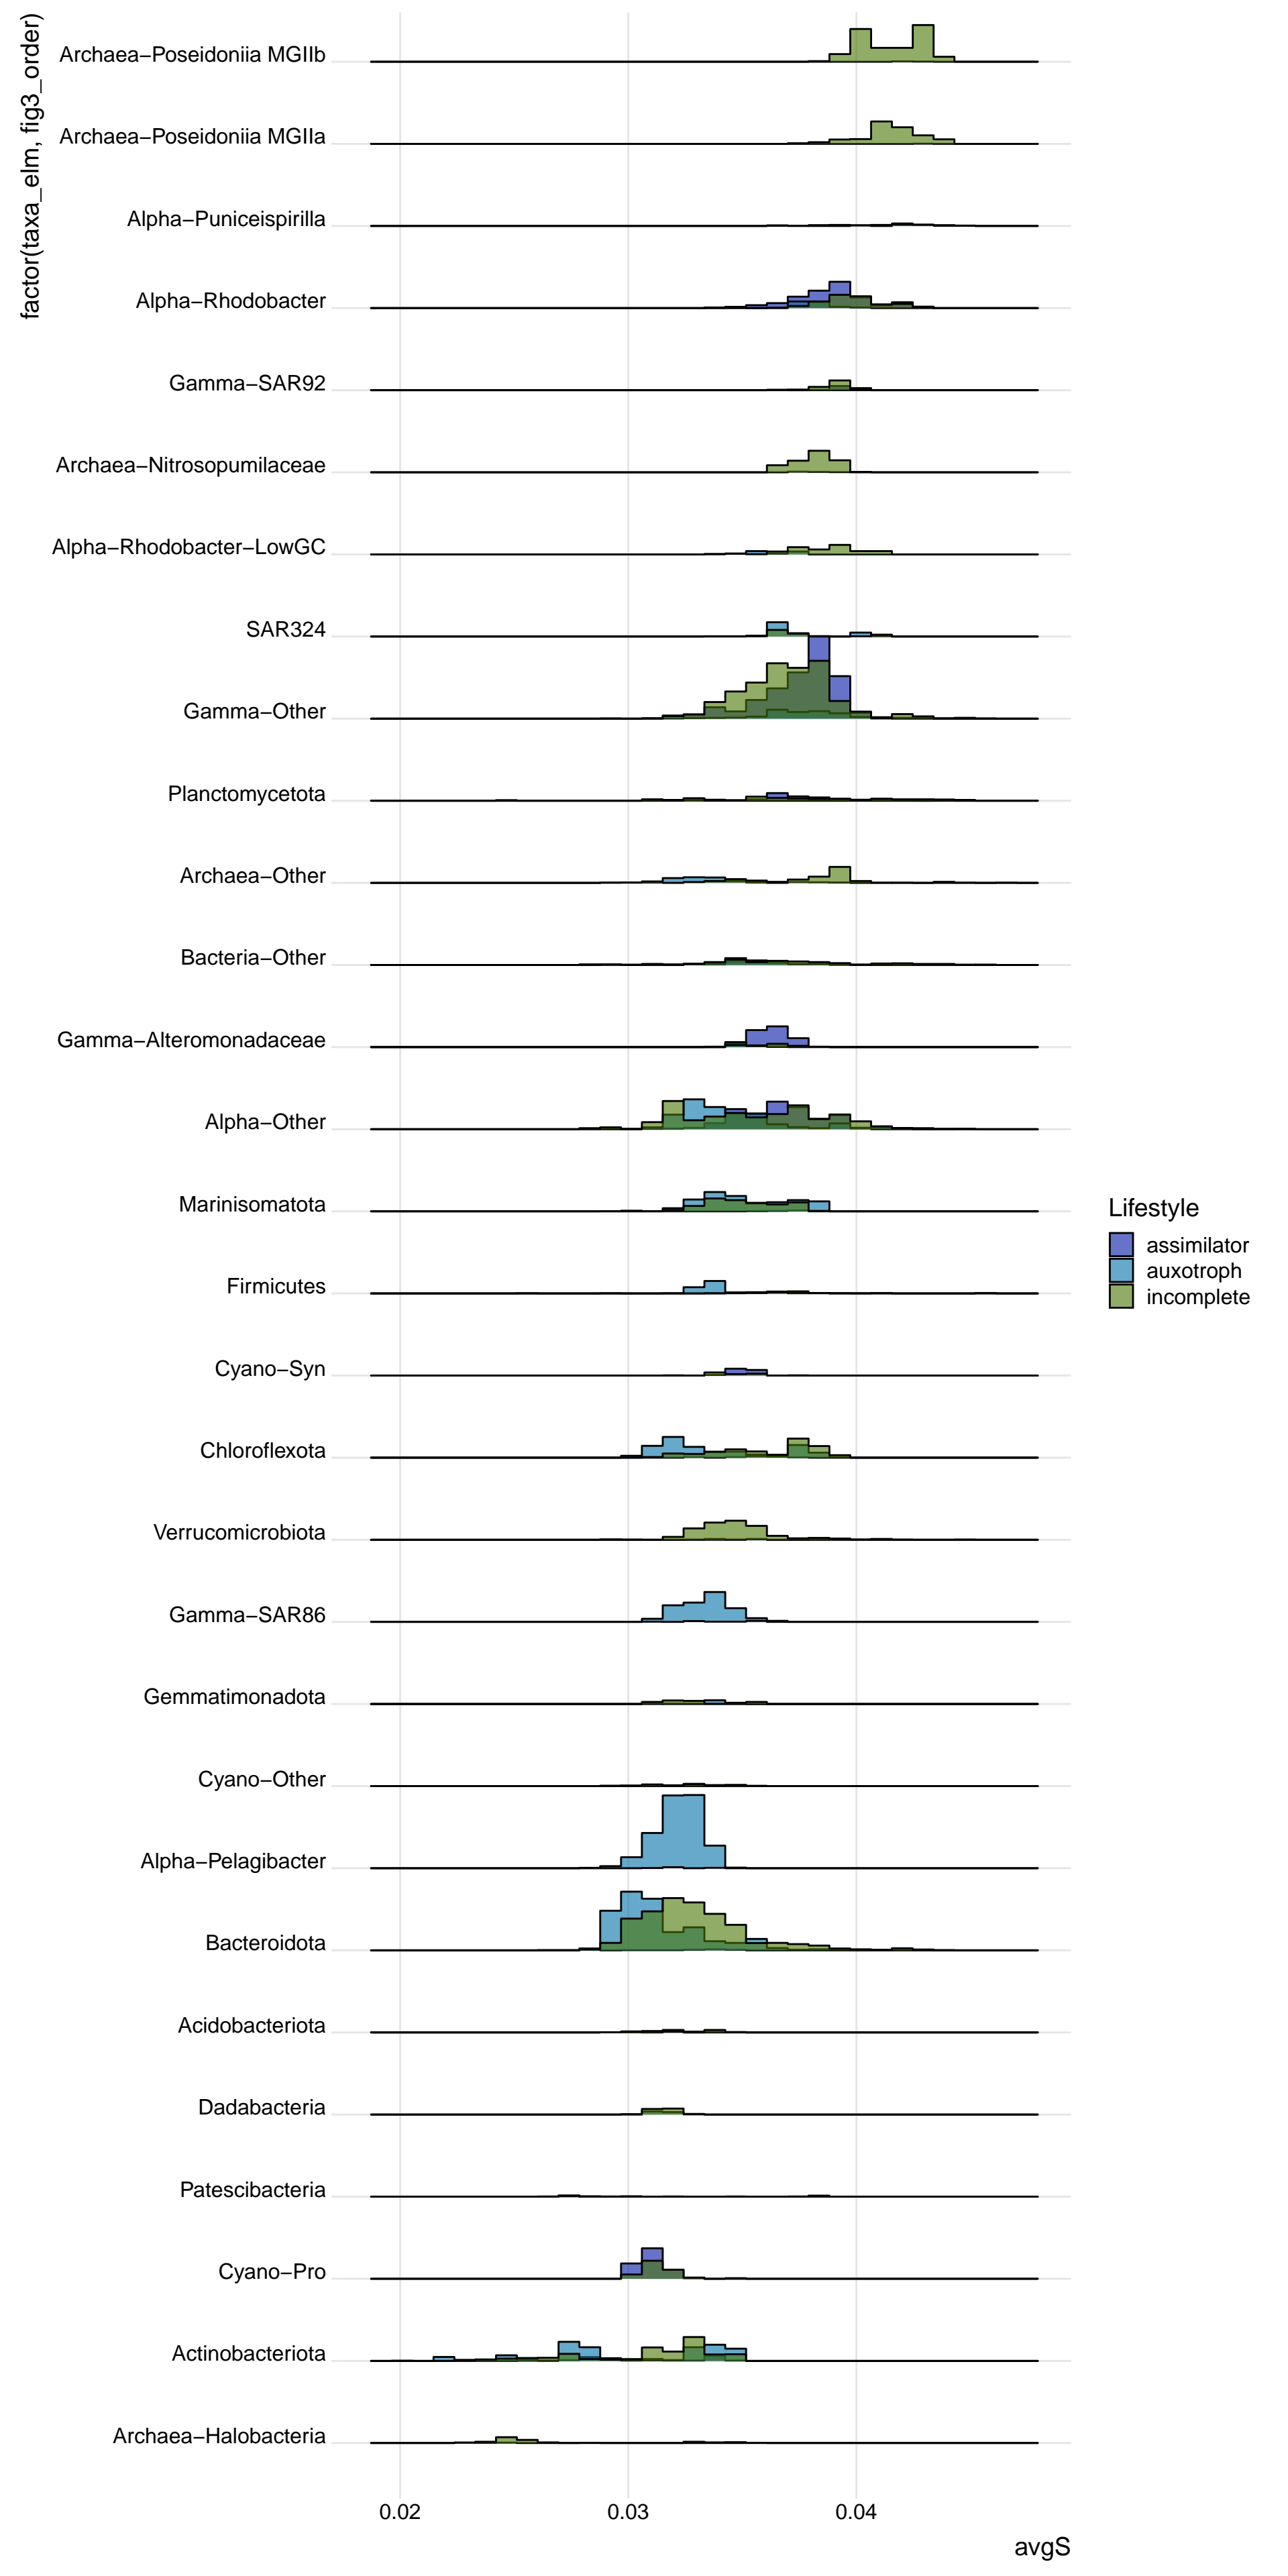 factor(taxa_elm, fig3_order)
Archaea−Poseidoniia MGIIb
Archaea−Poseidoniia MGIIa
Alpha−Puniceispirilla
Alpha−Rhodobacter
Gamma−SAR92
Archaea−Nitrosopumilaceae
Alpha−Rhodobacter−LowGC
SAR324
Gamma−Other
Planctomycetota
Archaea−Other
Bacteria−Other
Gamma−Alteromonadaceae
Alpha−Other
Marinisomatota
Firmicutes
Cyano−Syn
Chloroflexota
Verrucomicrobiota
Gamma−SAR86
Gemmatimonadota
Cyano−Other
Alpha−Pelagibacter
Bacteroidota
Acidobacteriota
Dadabacteria
Patescibacteria
Cyano−Pro
Actinobacteriota
Archaea−Halobacteria
0.02
0.03
0.04
avgS
Lifestyle
assimilator
auxotroph
incomplete